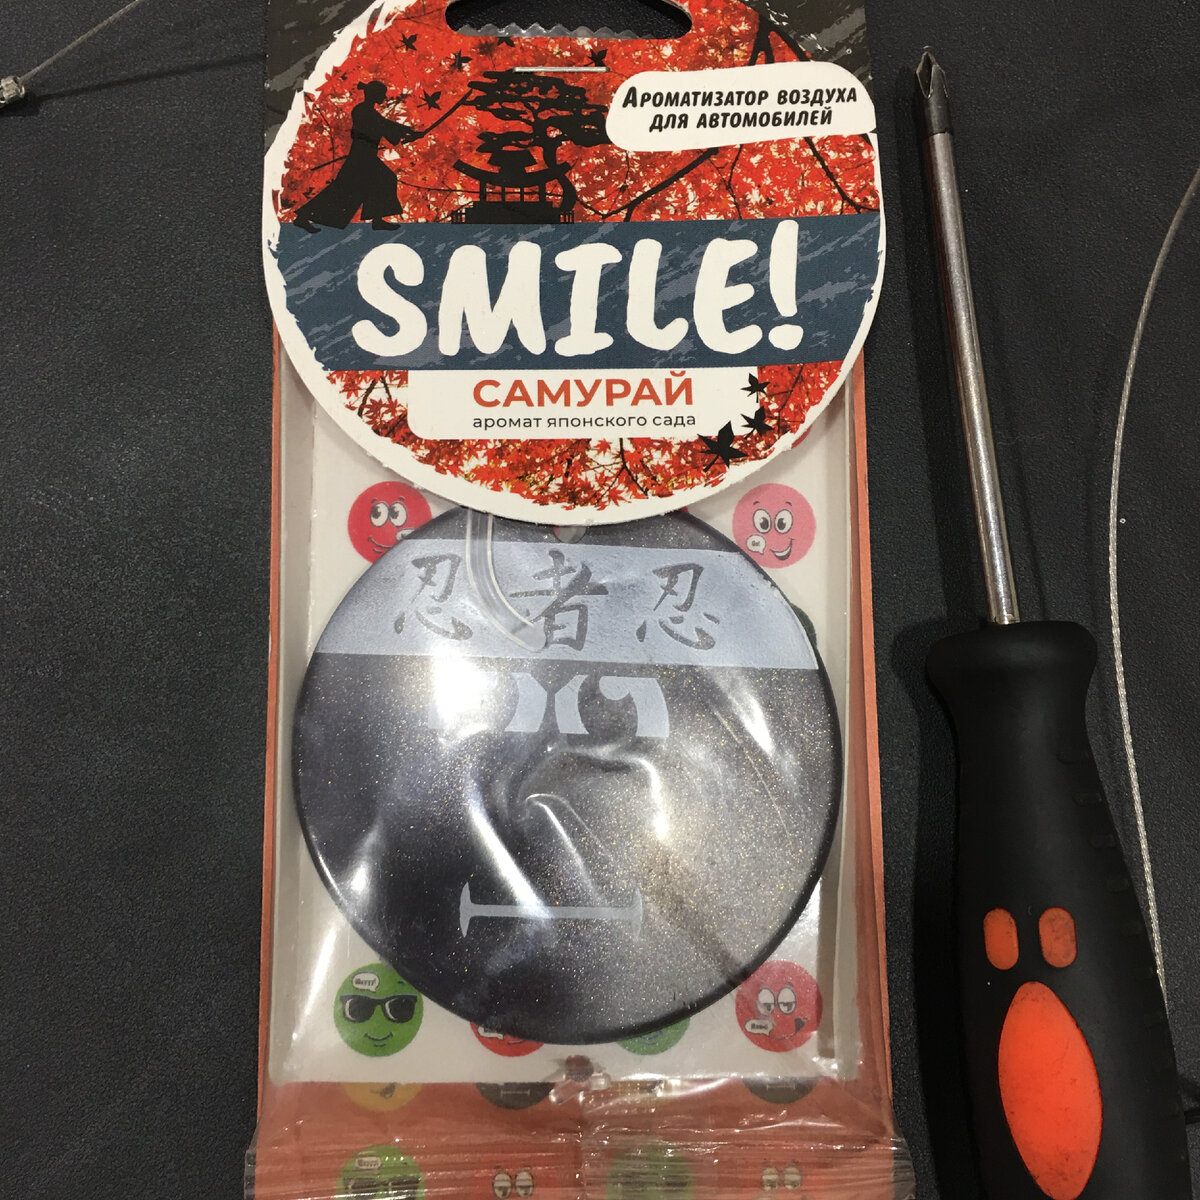 Ароматизатор воздуха
для автомобилей
SMILE!
САМУРАЙ
аромат японского сада
忍者忍